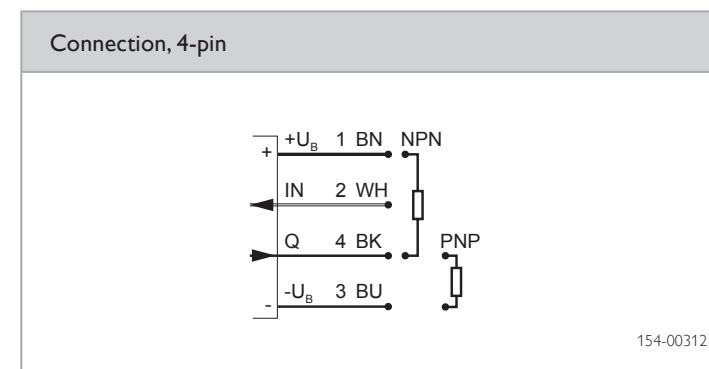 Connection, 4-pin
+U_B 1 BN NPN
+
IN 2 WH
Q 4 BK PNP
-U_B 3 BU
-
154-00312